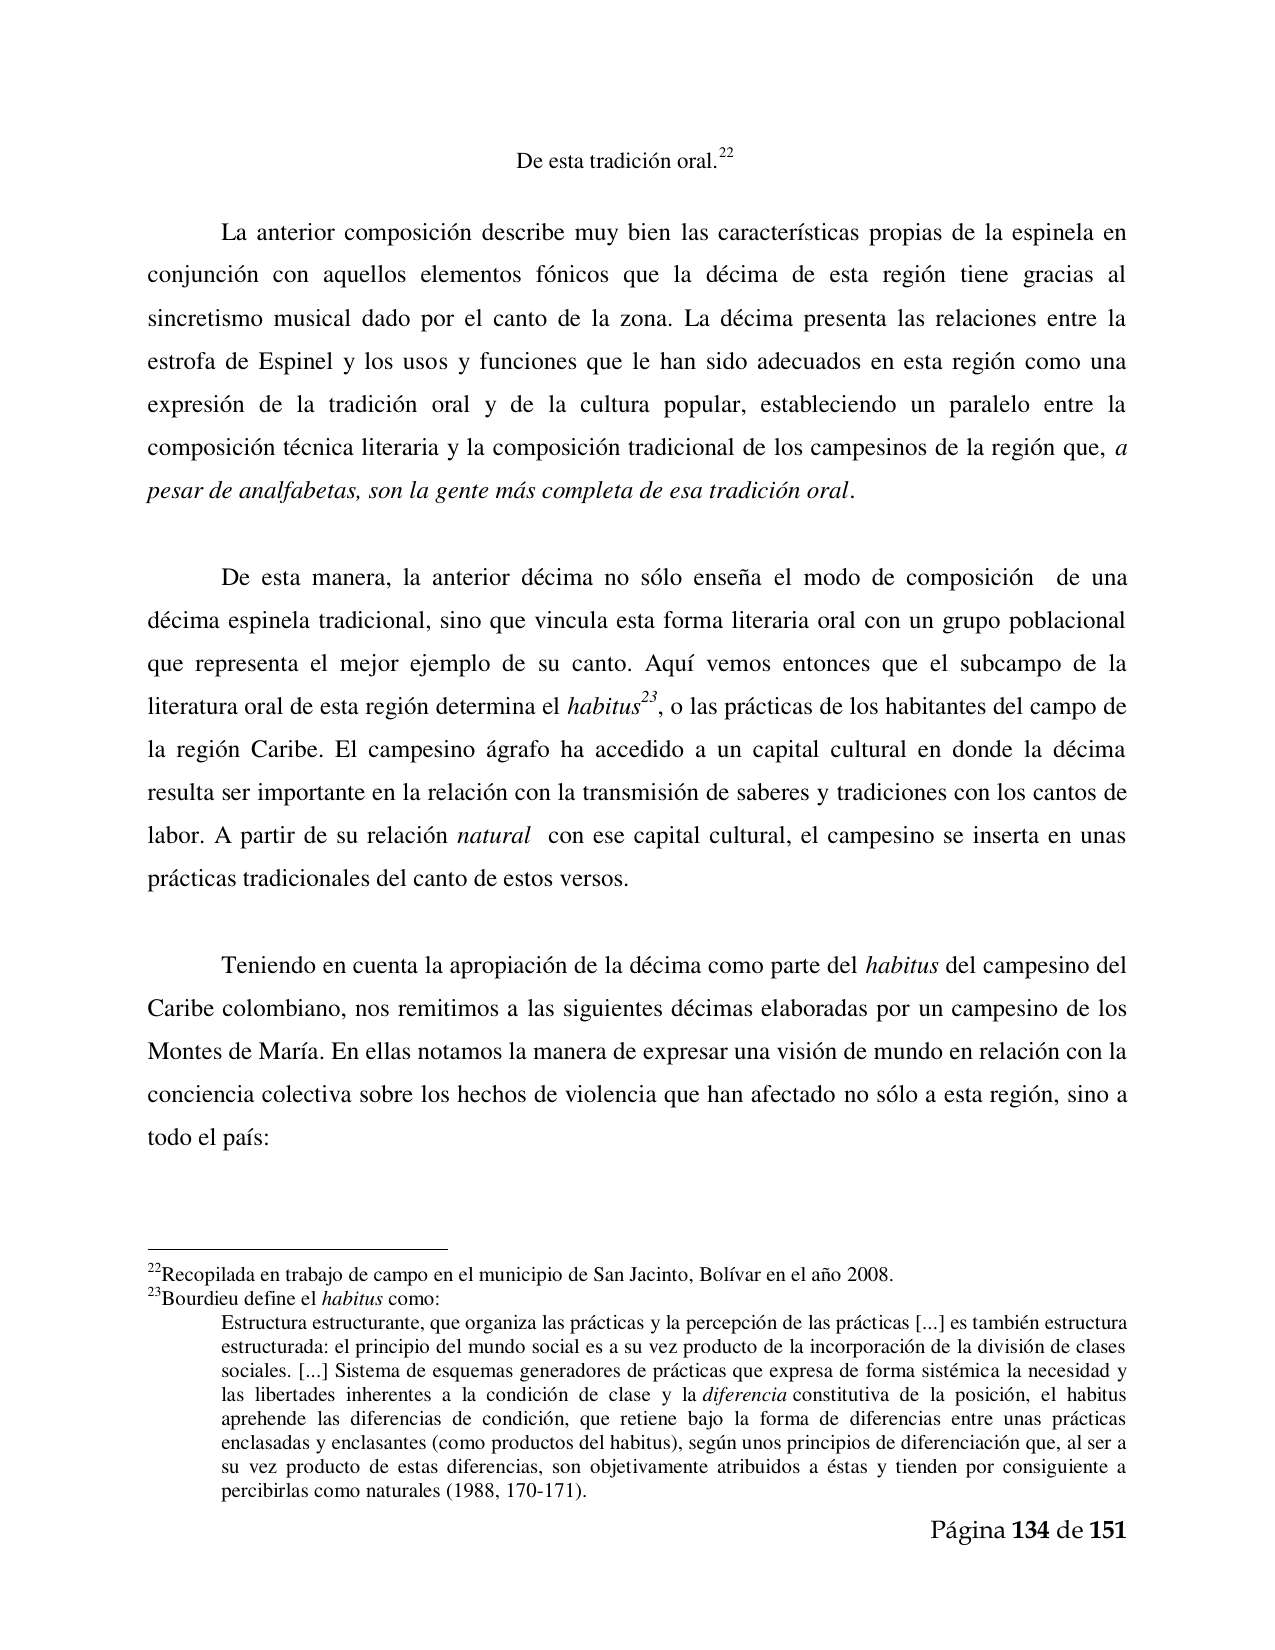 De esta tradición oral.22
La anterior composición describe muy bien las características propias de la espinela en
conjunción con aquellos elementos fónicos que la décima de esta región tiene gracias al
sincretismo musical dado por el canto de la zona. La décima presenta las relaciones entre la
estrofa de Espinel y los usos y funciones que le han sido adecuados en esta región como una
expresión de la tradición oral y de la cultura popular, estableciendo un paralelo entre la
composición técnica literaria y la composición tradicional de los campesinos de la región que, a
pesar de analfabetas, son la gente más completa de esa tradición oral.
De esta manera, la anterior décima no sólo enseña el modo de composición de una
décima espinela tradicional, sino que vincula esta forma literaria oral con un grupo poblacional
que representa el mejor ejemplo de su canto. Aquí vemos entonces que el subcampo de la
literatura oral de esta región determina el habitus23, o las prácticas de los habitantes del campo de
la región Caribe. El campesino ágrafo ha accedido a un capital cultural en donde la décima
resulta ser importante en la relación con la transmisión de saberes y tradiciones con los cantos de
labor. A partir de su relación natural con ese capital cultural, el campesino se inserta en unas
prácticas tradicionales del canto de estos versos.
Teniendo en cuenta la apropiación de la décima como parte del habitus del campesino del
Caribe colombiano, nos remitimos a las siguientes décimas elaboradas por un campesino de los
Montes de María. En ellas notamos la manera de expresar una visión de mundo en relación con la
conciencia colectiva sobre los hechos de violencia que han afectado no sólo a esta región, sino a
todo el país:
22Recopilada en trabajo de campo en el municipio de San Jacinto, Bolívar en el año 2008.
23Bourdieu define el habitus como:
Estructura estructurante, que organiza las prácticas y la percepción de las prácticas [...] es también estructura
estructurada: el principio del mundo social es a su vez producto de la incorporación de la división de clases
sociales. [...] Sistema de esquemas generadores de prácticas que expresa de forma sistémica la necesidad y
las libertades inherentes a la condición de clase y la diferencia constitutiva de la posición, el habitus
aprehende las diferencias de condición, que retiene bajo la forma de diferencias entre unas prácticas
enclasadas y enclasantes (como productos del habitus), según unos principios de diferenciación que, al ser a
su vez producto de estas diferencias, son objetivamente atribuidos a éstas y tienden por consiguiente a
percibirlas como naturales (1988, 170-171).
Página 134 de 151